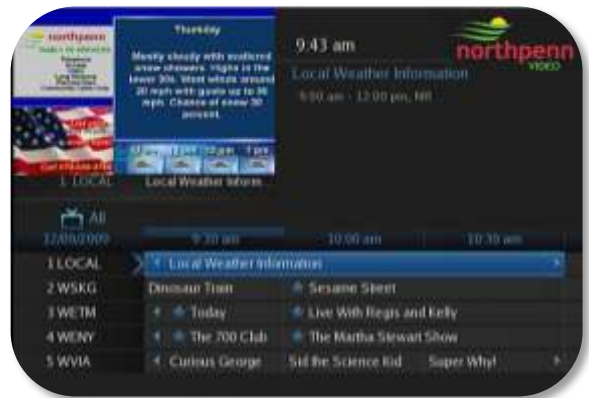 northpenn
Thursday
Mostly cloudy with scattered
snow showers. Highs in the
lower 30s. West winds around
20 mph with gusts up to 30
mph. Chance of snow 30
percent.
9:43 am
northpenn
VIDEO
Local Weather Information
9:00 am - 12:00 pm, NR
1 LOCAL
Local Weather Inform
All
9:30 am
10:00 am
10:30 am
1 LOCAL
Local Weather Information
2 WSKG
Dinosaur Train
Sesame Street
3 WETM
Today
Live With Regis and Kelly
4 WENY
The 700 Club
The Martha Stewart Show
5 WVIA
Curious George
Sid the Science Kid
Super Why!